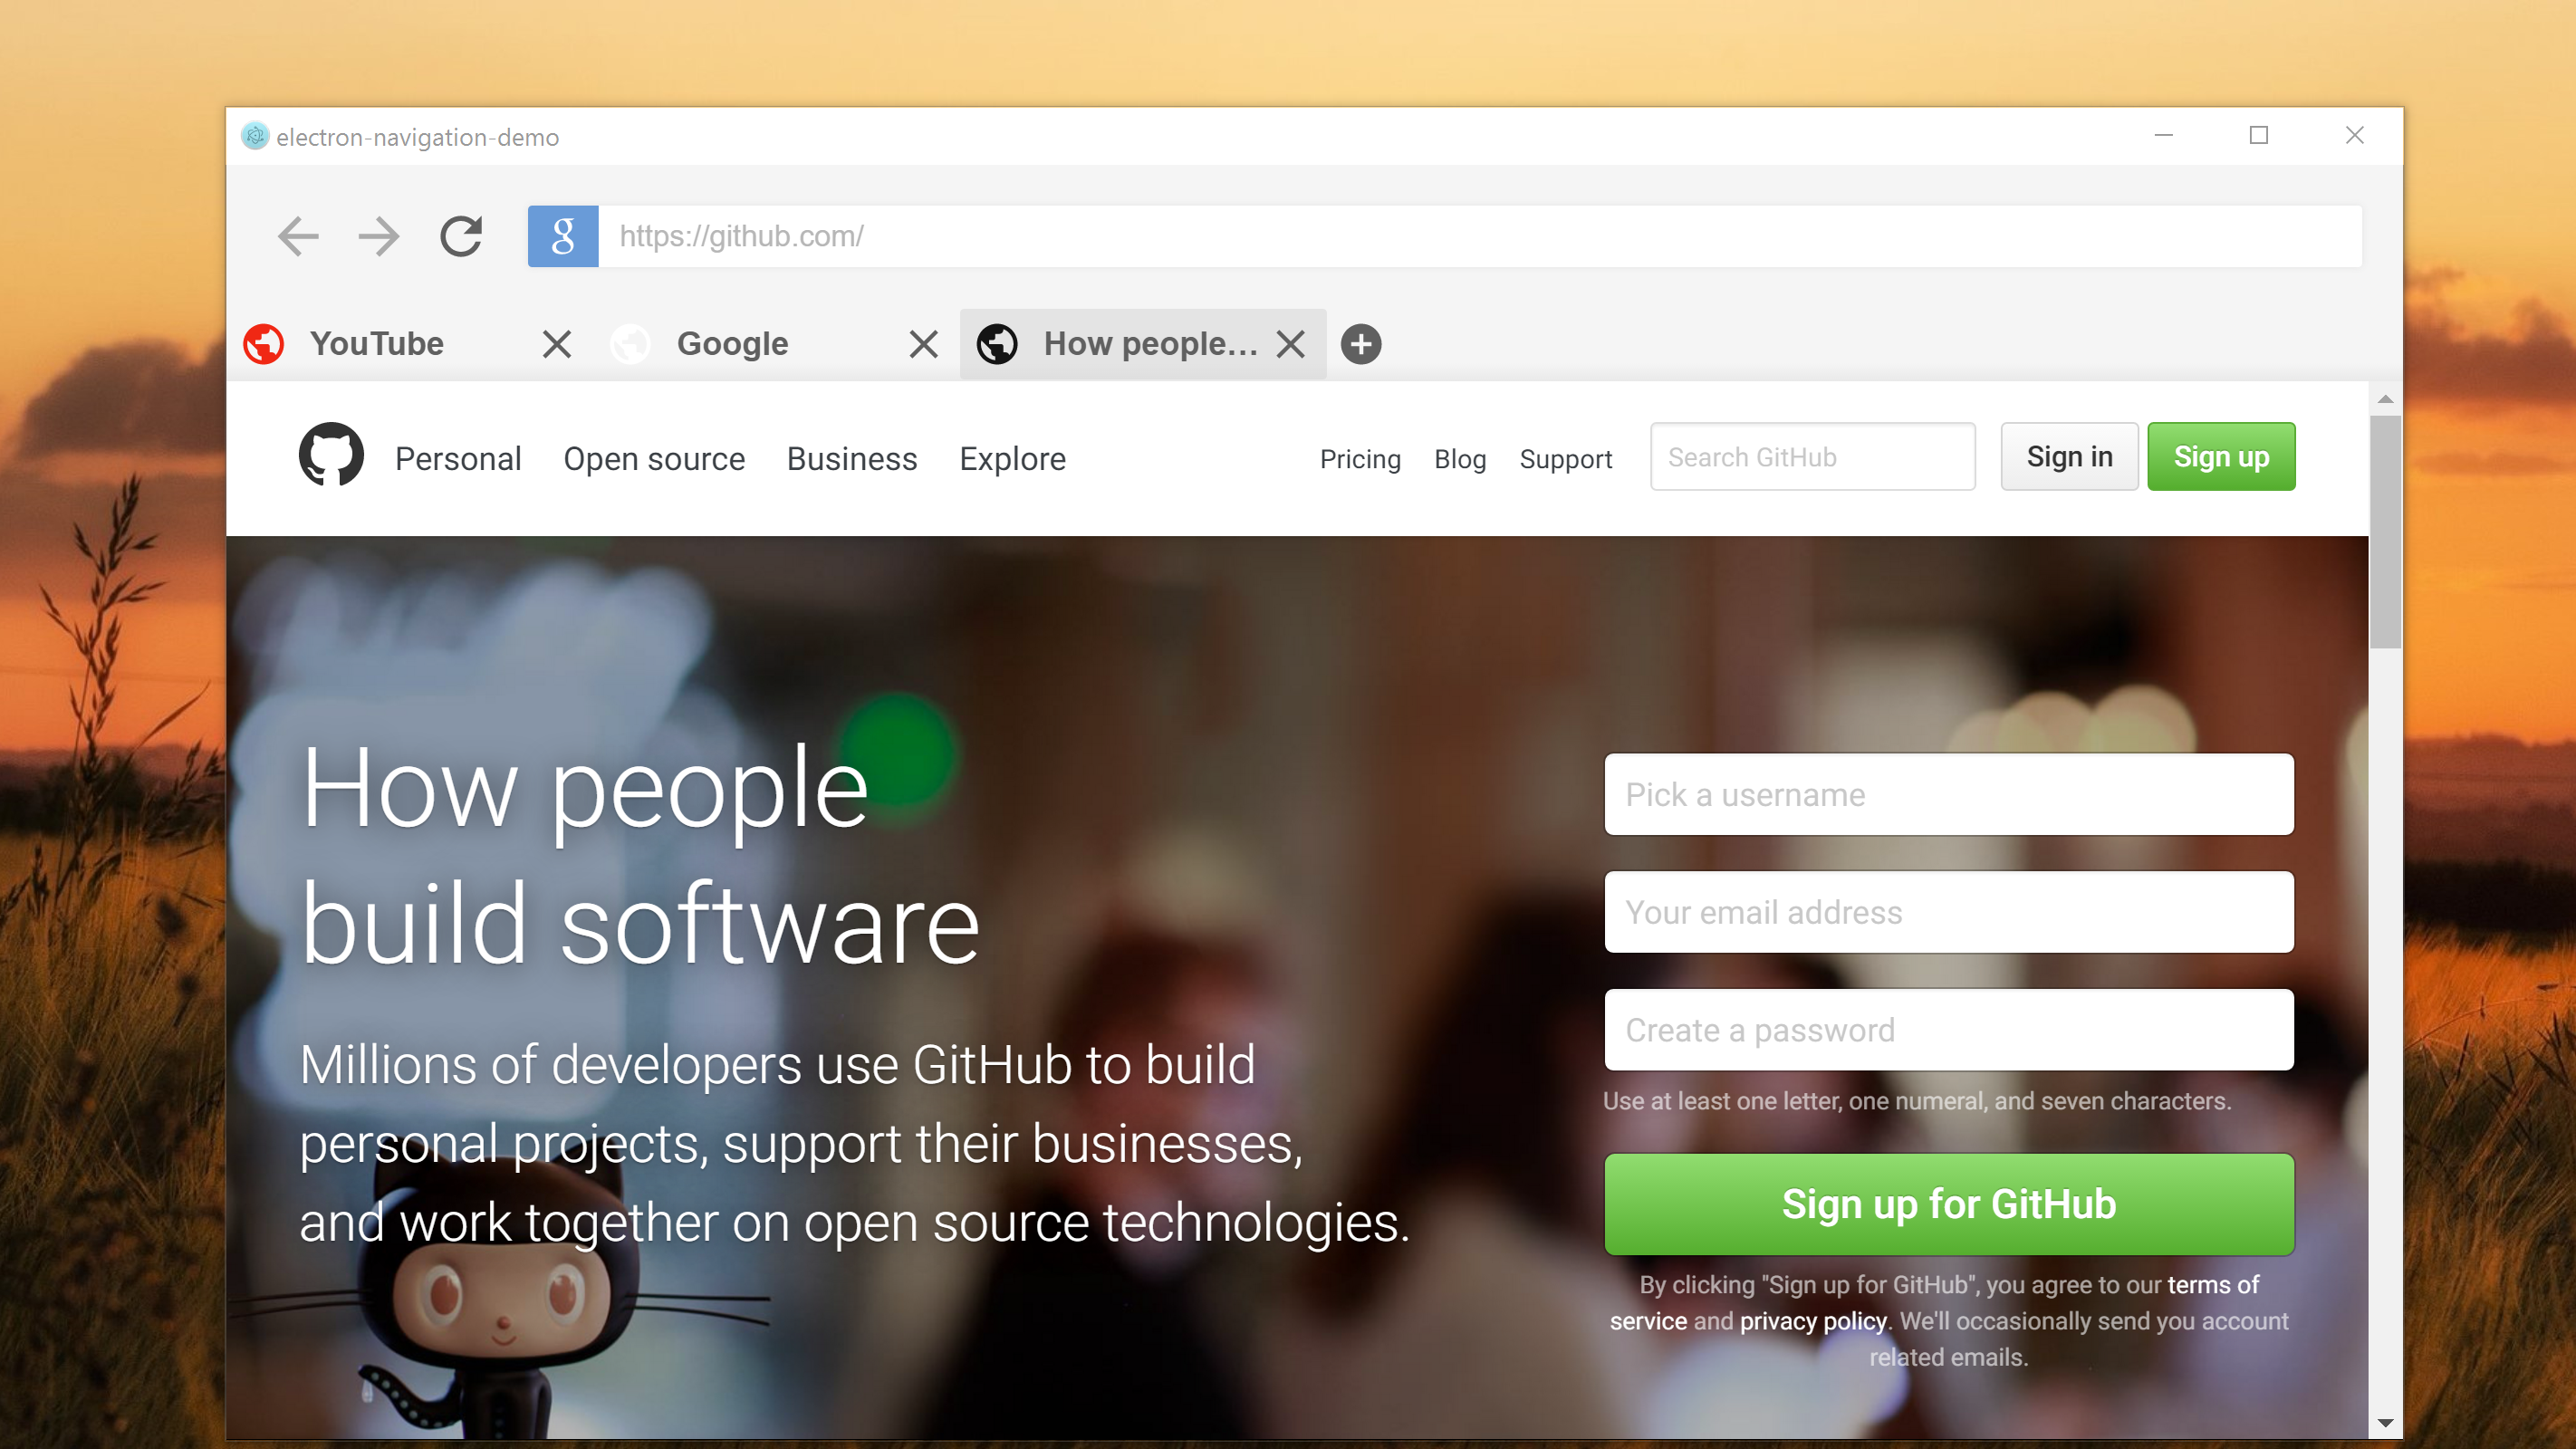 electron-navigation-demo
g https://github.com/
YouTube Google How people...
Personal Open source Business Explore Pricing Blog Support Search GitHub Sign in Sign up
How people
build software
Millions of developers use GitHub to build
personal projects, support their businesses,
and work together on open source technologies.
Pick a username
Your email address
Create a password
Use at least one letter, one numeral, and seven characters.
Sign up for GitHub
By clicking "Sign up for GitHub", you agree to our terms of
service and privacy policy. We'll occasionally send you account
related emails.